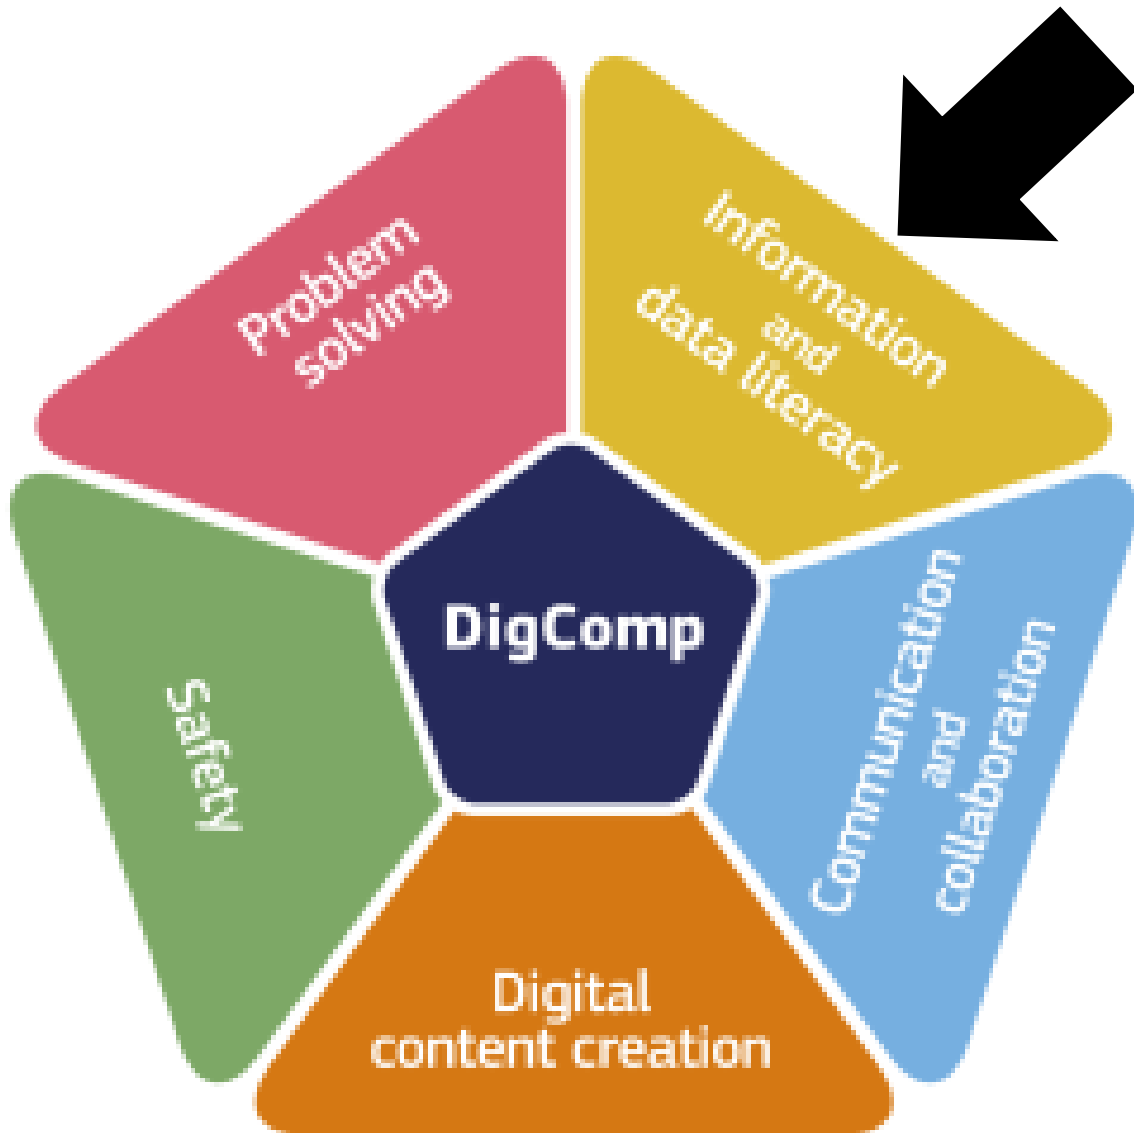 Problem
solving
Information
and
data literacy
DigComp
Safety
Communication
and
collaboration
Digital
content creation